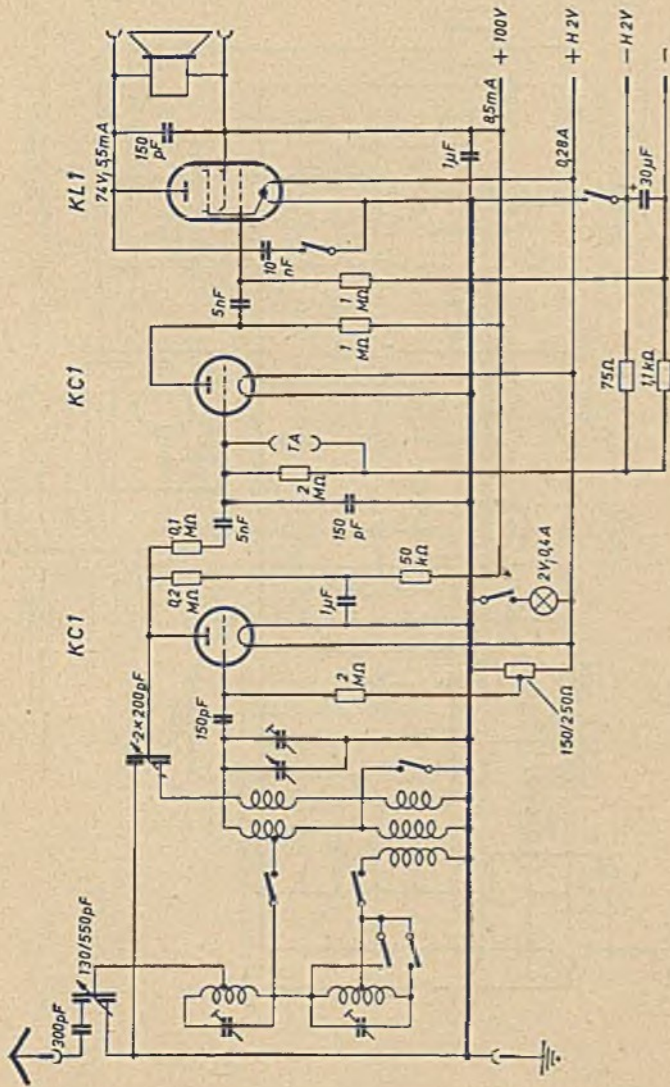 KC1
KC1
KL1
74V, 5,5mA
150
pF
10
nF
5nF
1
MΩ
1
MΩ
1µF
8,5mA
+ 100V
+ H 2V
0,28A
− H 2V
−
+
30µF
75Ω
1,1kΩ
TA
2
MΩ
150
pF
0,1
MΩ
5nF
0,2
MΩ
50
kΩ
1µF
2V, 0,4A
2
MΩ
150/250Ω
150pF
2×200pF
130/550pF
300pF